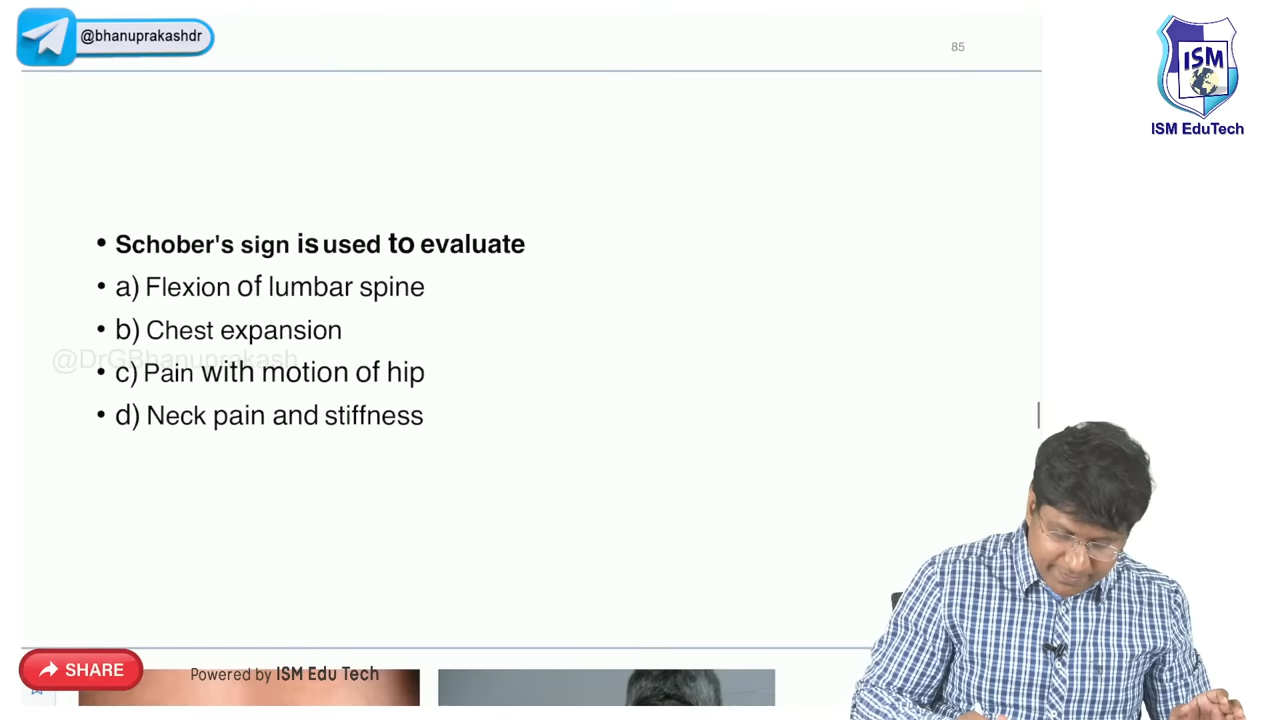 @bhanuprakashdr
85
ISM
ISM EduTech
• Schober's sign is used to evaluate
• a) Flexion of lumbar spine
• b) Chest expansion
@DrGBhanuprakash
• c) Pain with motion of hip
• d) Neck pain and stiffness
SHARE
Powered by ISM Edu Tech